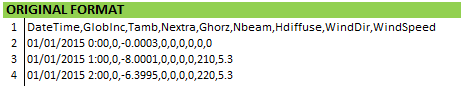 ORIGINAL FORMAT
1 DateTime,GlobInc,Tamb,Nextra,Ghorz,Nbeam,Hdiffuse,WindDir,WindSpeed
2 01/01/2015 0:00,0,-0.0003,0,0,0,0,0,0
3 01/01/2015 1:00,0,-8.0001,0,0,0,0,210,5.3
4 01/01/2015 2:00,0,-6.3995,0,0,0,0,220,5.3